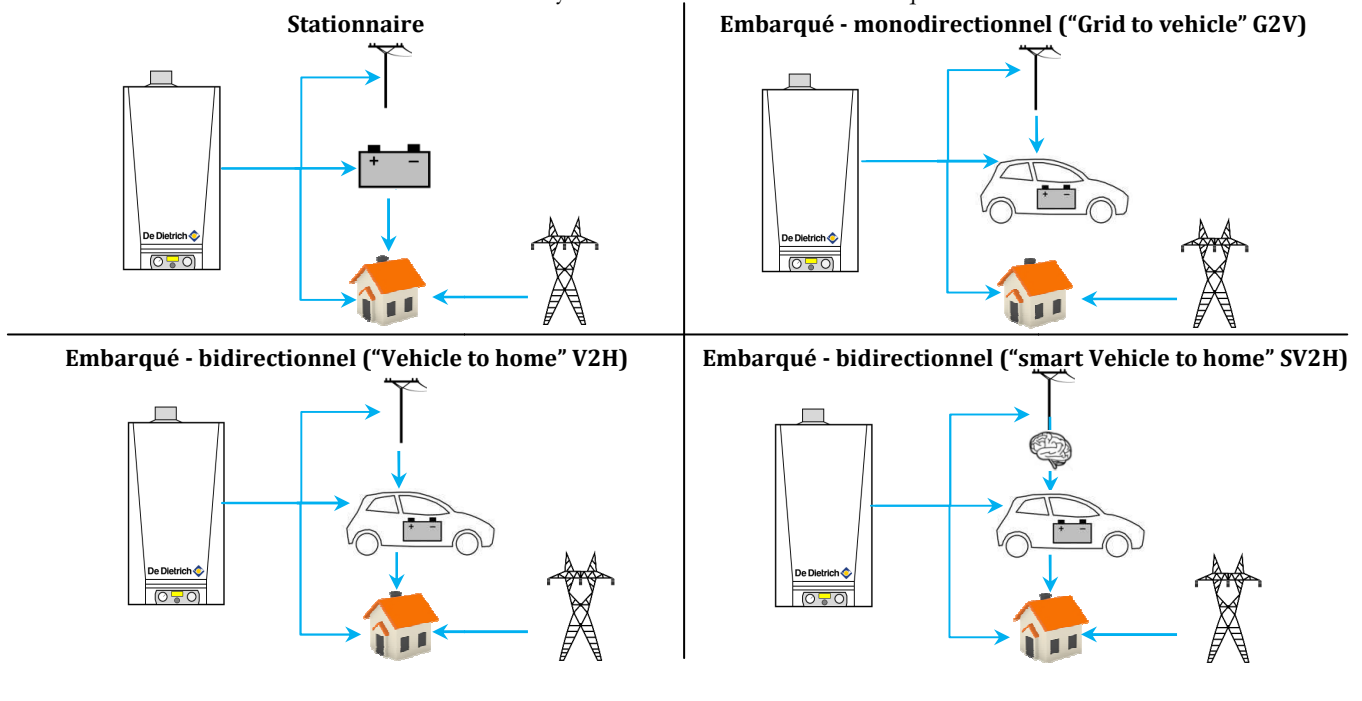 Stationnaire
Embarqué - monodirectionnel (“Grid to vehicle” G2V)
+ −
De Dietrich
+ −
De Dietrich
Embarqué - bidirectionnel (“Vehicle to home” V2H)
Embarqué - bidirectionnel (“smart Vehicle to home” SV2H)
+ −
De Dietrich
+ −
De Dietrich